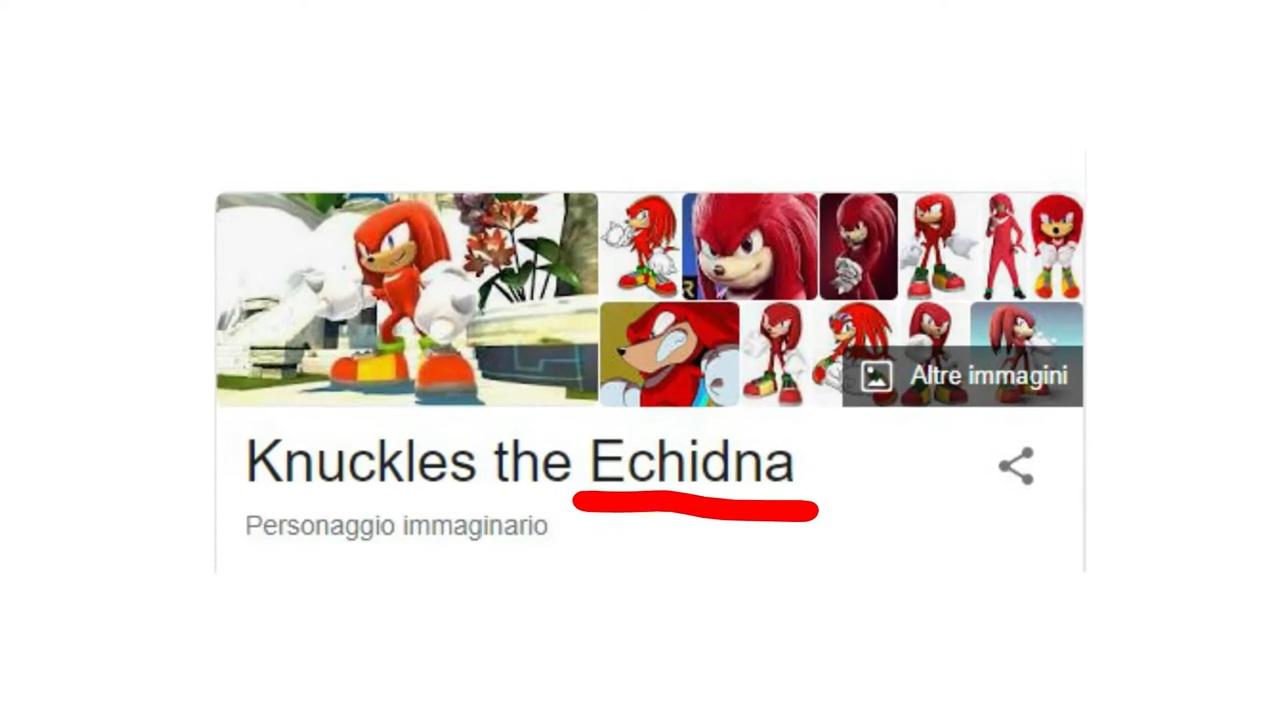 Altre immagini
Knuckles the Echidna
Personaggio immaginario